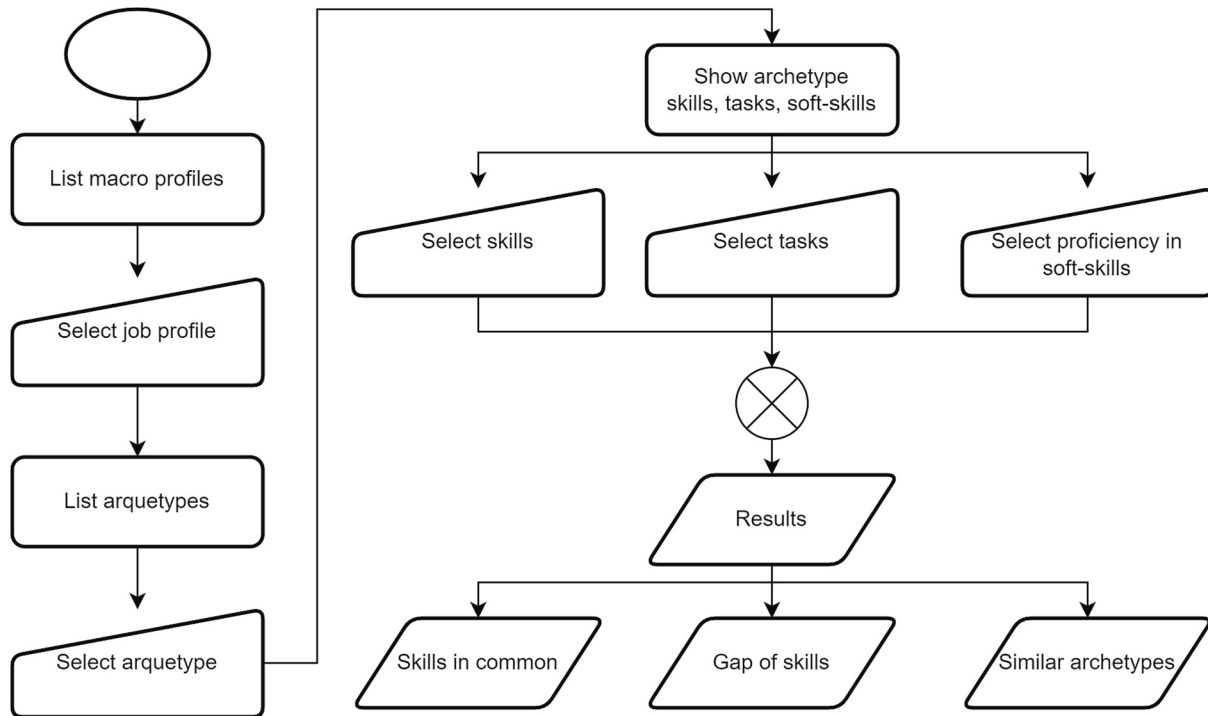 List macro profiles
Select job profile
List arquetypes
Select arquetype
Show archetype
skills, tasks, soft-skills
Select skills
Select tasks
Select proficiency in
soft-skills
Results
Skills in common
Gap of skills
Similar archetypes